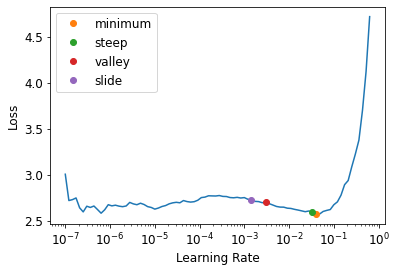 minimum
steep
valley
slide
4.5
4.0
3.5
3.0
2.5
Loss
10⁻⁷
10⁻⁶
10⁻⁵
10⁻⁴
10⁻³
10⁻²
10⁻¹
10⁰
Learning Rate